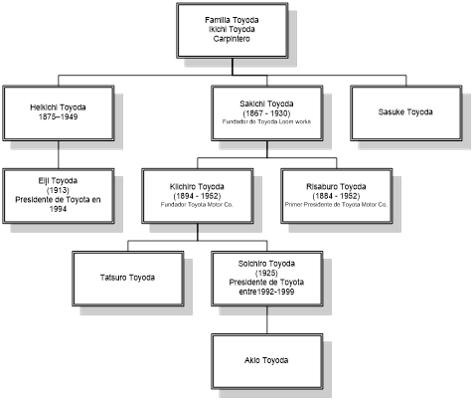 Familia Toyoda
Ikichi Toyoda
Carpintero
Heikichi Toyoda
1875–1949
Sakichi Toyoda
(1867 - 1930)
Fundador de Toyoda Loom works
Sasuke Toyoda
Eiji Toyoda
(1913)
Presidente de Toyota en
1994
Kiichiro Toyoda
(1894 - 1952)
Fundador Toyota Motor Co.
Risaburo Toyoda
(1884 - 1952)
Primer Presidente de Toyota Motor Co.
Tatsuro Toyoda
Soichiro Toyoda
(1925)
Presidente de Toyota
entre1992-1999
Akio Toyoda